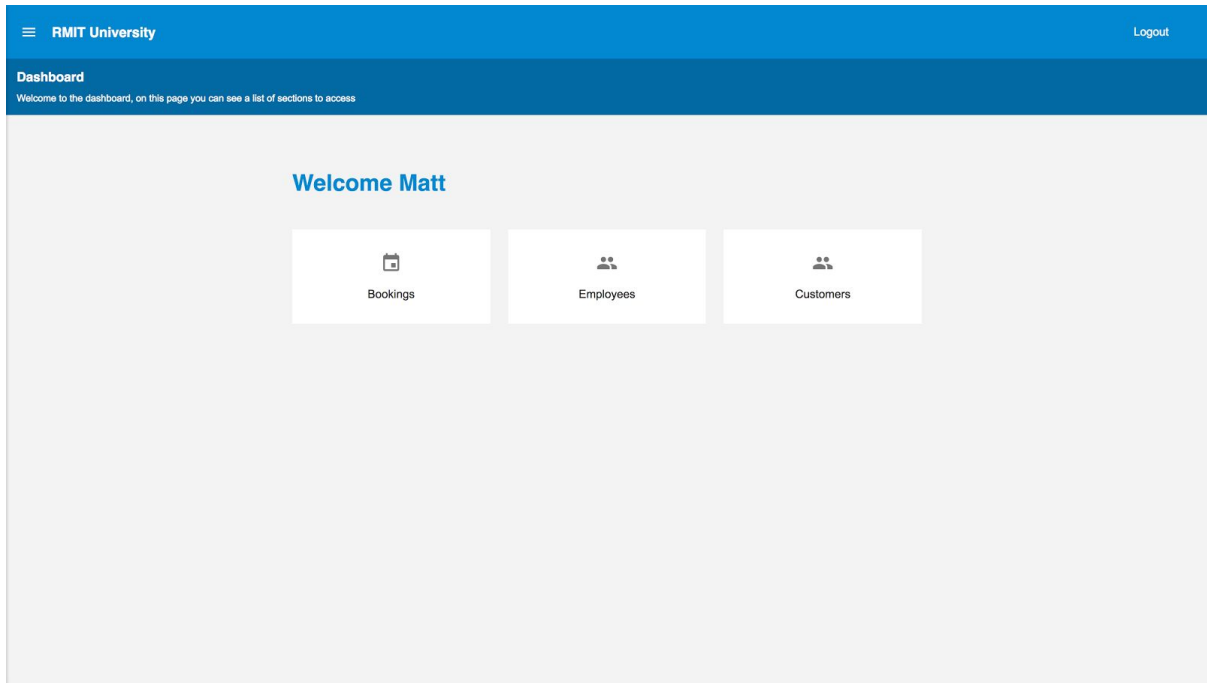 RMIT University
Logout
Dashboard
Welcome to the dashboard, on this page you can see a list of sections to access
Welcome Matt
Bookings
Employees
Customers